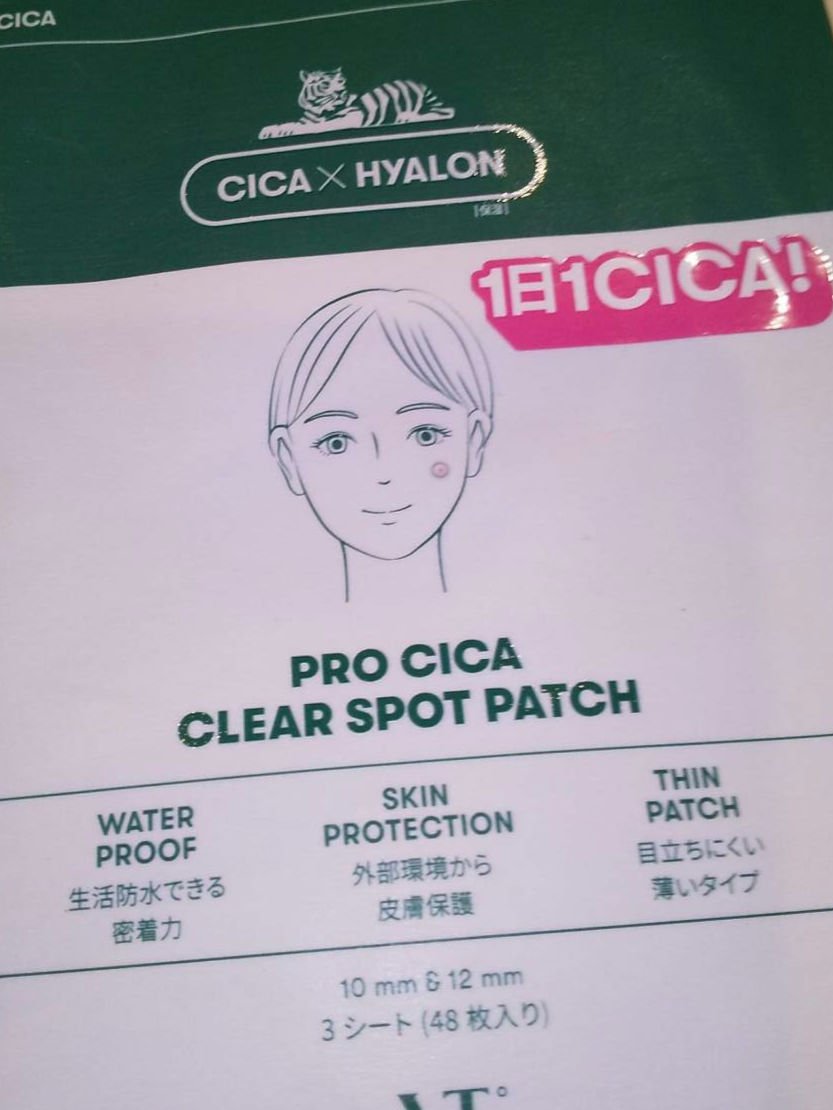 CICA
CICA×HYALON
1日1CICA!
PRO CICA
CLEAR SPOT PATCH
WATER
PROOF
生活防水できる
密着力
SKIN
PROTECTION
外部環境から
皮膚保護
THIN
PATCH
目立ちにくい
薄いタイプ
10 mm & 12 mm
3 シート (48 枚入り)